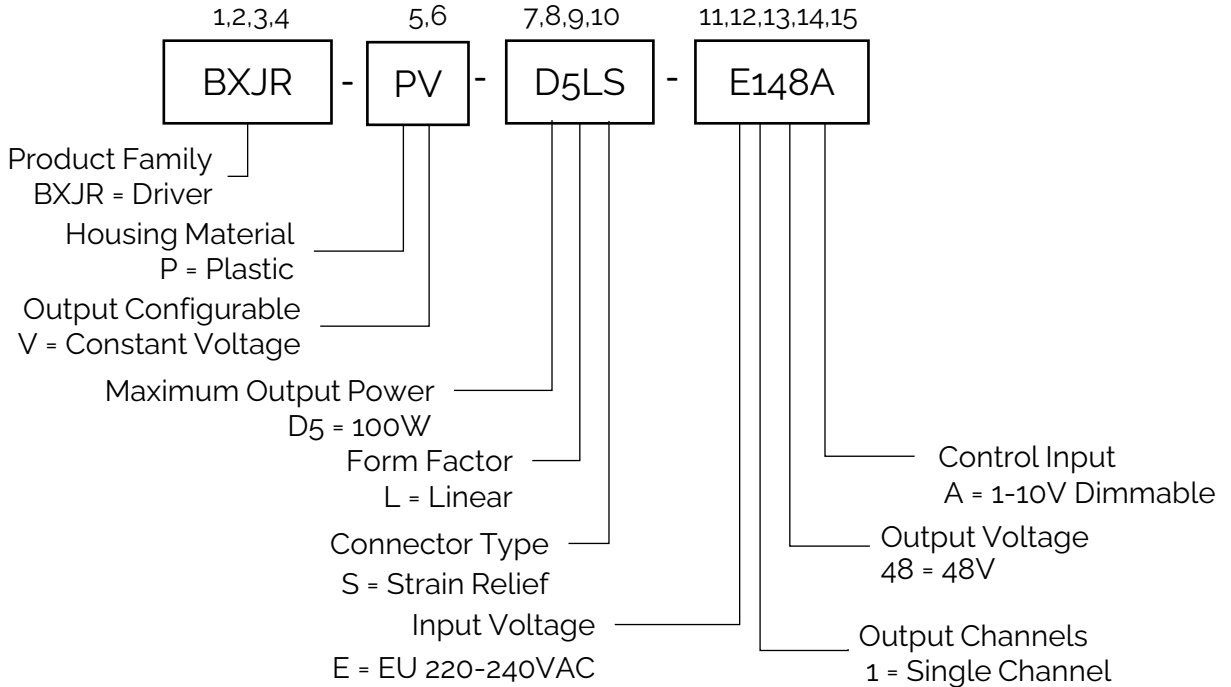 1,2,3,4 5,6 7,8,9,10 11,12,13,14,15
BXJR - PV - D5LS - E148A
Product Family
BXJR = Driver
Housing Material
P = Plastic
Output Configurable
V = Constant Voltage
Maximum Output Power
D5 = 100W
Form Factor
L = Linear
Connector Type
S = Strain Relief
Input Voltage
E = EU 220-240VAC
Control Input
A = 1-10V Dimmable
Output Voltage
48 = 48V
Output Channels
1 = Single Channel